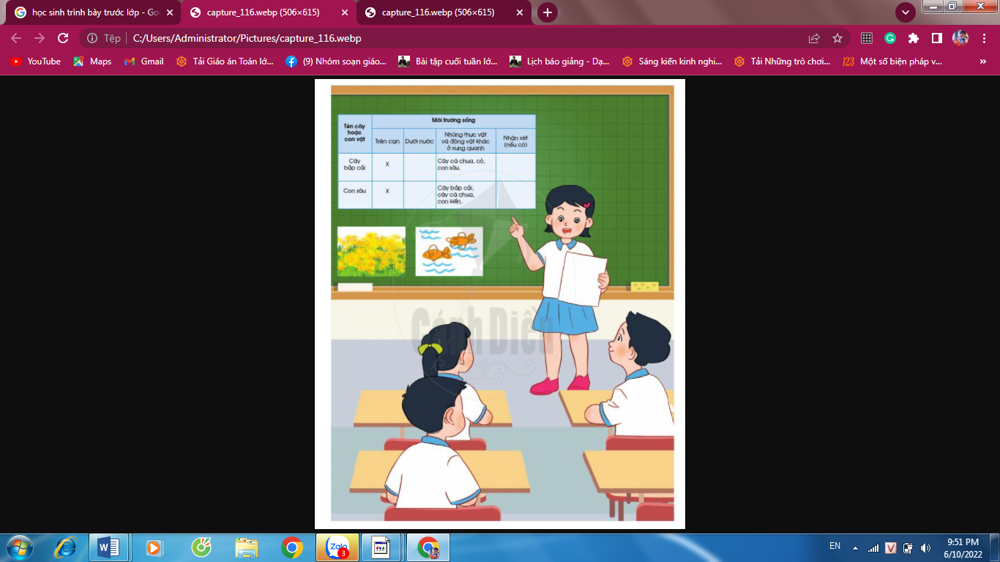 học sinh trình bày trước lớp - Go
capture_116.webp (506×615)
capture_116.webp (506×615)
Tệp
C:/Users/Administrator/Pictures/capture_116.webp
YouTube
Maps
Gmail
Tải Giáo án Toán lớ...
(9) Nhóm soạn giáo...
Bài tập cuối tuần lớ...
Lịch báo giảng - Dạ...
Sáng kiến kinh nghi...
Tải Những trò chơi...
123 Một số biện pháp v...
»
Tên cây
hoặc
con vật
Môi trường sống
Trên cạn
Dưới nước
Những thực vật
và động vật khác
ở xung quanh
Nhận xét
(nếu có)
Cây
bắp cải
X
Cây cà chua, cỏ,
con sâu.
Con sâu
X
Cây bắp cải,
cây cà chua,
con kiến.
Cánh Diều
Zalo
3
EN
V
9:51 PM
6/10/2022